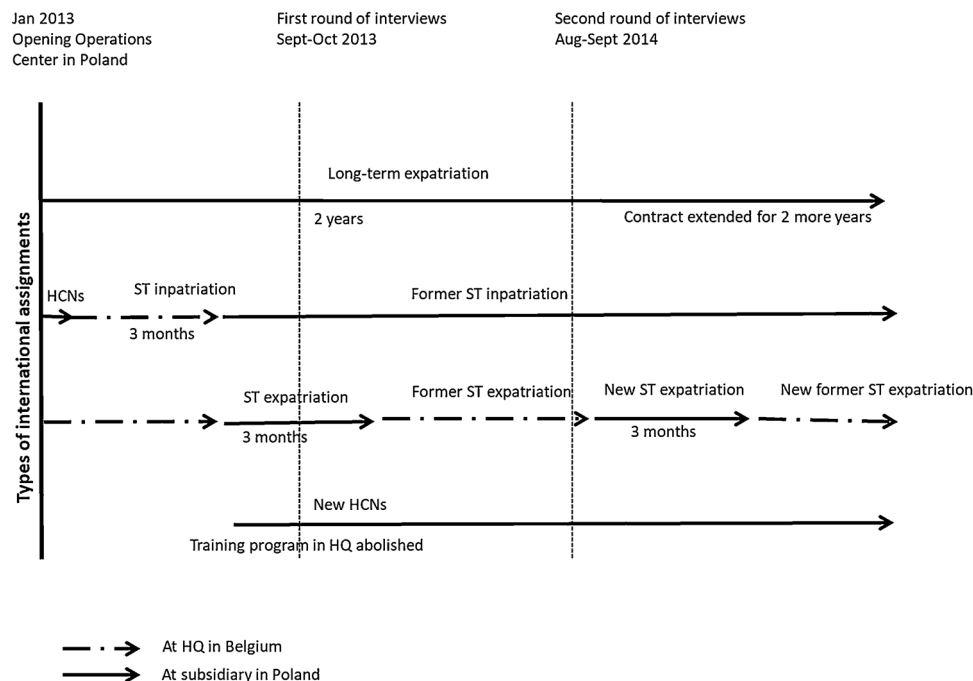 Jan 2013
Opening Operations
Center in Poland
First round of interviews
Sept-Oct 2013
Second round of interviews
Aug-Sept 2014
Types of international assignments
Long-term expatriation
2 years
Contract extended for 2 more years
HCNs
ST inpatriation
3 months
Former ST inpatriation
ST expatriation
3 months
Former ST expatriation
New ST expatriation
3 months
New former ST expatriation
New HCNs
Training program in HQ abolished
At HQ in Belgium
At subsidiary in Poland